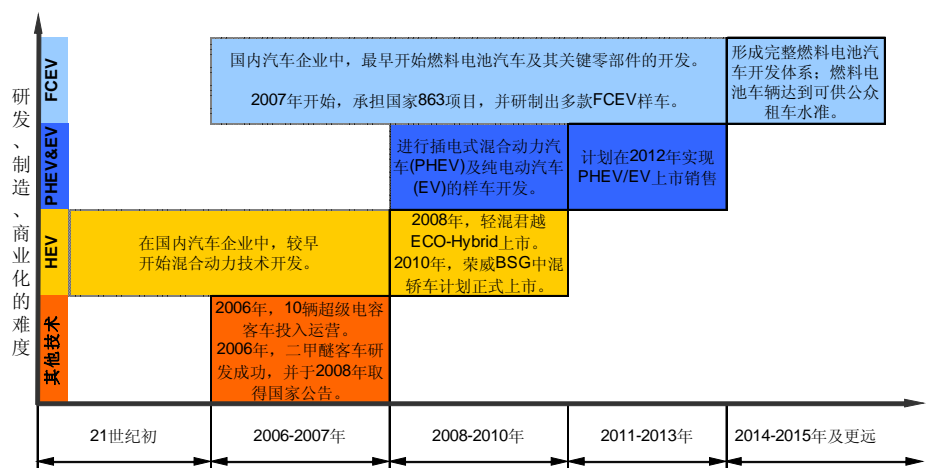 研发、制造、商业化的难度
FCEV
国内汽车企业中，最早开始燃料电池汽车及其关键零部件的开发。
2007年开始，承担国家863项目，并研制出多款FCEV样车。
形成完整燃料电池汽
车开发体系；燃料电
池车辆达到可供公众
租车水准。
PHEV&EV
进行插电式混合动力汽
车(PHEV)及纯电动汽车
(EV)的样车开发。
计划在2012年实现
PHEV/EV上市销售
HEV
在国内汽车企业中，较早
开始混合动力技术开发。
2008年，轻混君越
ECO-Hybrid上市。
2010年，荣威BSG中混
轿车计划正式上市。
其他技术
2006年，10辆超级电容
客车投入运营。
2006年，二甲醚客车研
发成功，并于2008年取
得国家公告。
21世纪初
2006-2007年
2008-2010年
2011-2013年
2014-2015年及更远